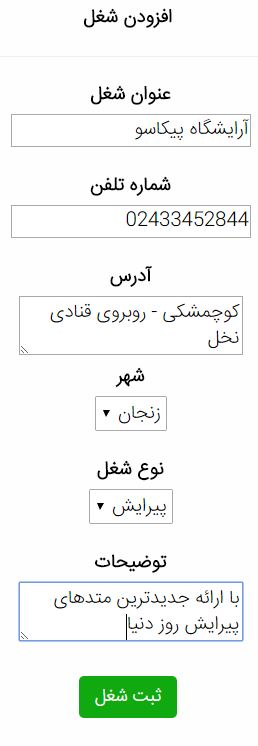 افزودن شغل
عنوان شغل
آرایشگاه پیکاسو
شماره تلفن
02433452844
آدرس
کوچمشکی - روبروی قنادی
نخل
شهر
زنجان
نوع شغل
پیرایش
توضیحات
با ارائه جدیدترین متدهای
پیرایش روز دنیا
ثبت شغل